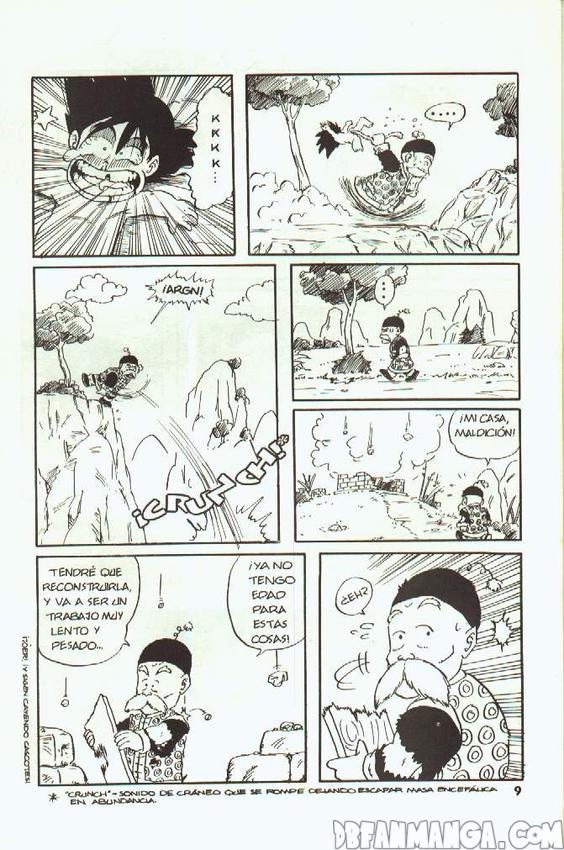 KKKK...
....
¡ARGN!
¡CRUNCH!*
...
¡MI CASA,
MALDICIÓN!
TENDRÉ QUE
RECONSTRUIRLA,
Y VA A SER UN
TRABAJO MUY
LENTO Y
PESADO...
¡YA NO
TENGO
EDAD
PARA
ESTAS
COSAS!
¿EH?
¡JOER! ¡Y SIGUEN CAYENDO CASCOTES!
* "CRUNCH"- SONIDO DE CRÁNEO QUE SE ROMPE DEJANDO ESCAPAR MASA ENCEFÁLICA
EN ABUNDANCIA.
9
DBFANMANGA.COM